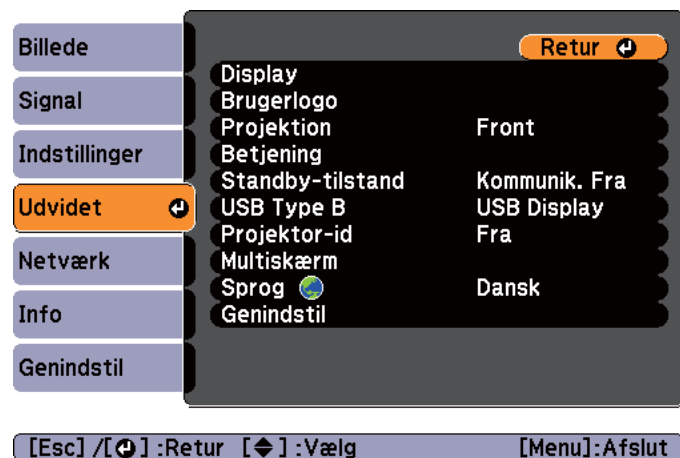 Billede
Signal
Indstillinger
Udvidet
Netværk
Info
Genindstil
Retur
Display
Brugerlogo
Projektion Front
Betjening
Standby-tilstand Kommunik. Fra
USB Type B USB Display
Projektor-id Fra
Multiskærm
Sprog Dansk
Genindstil
[Esc] /[ ] :Retur [ ] :Vælg [Menu]:Afslut